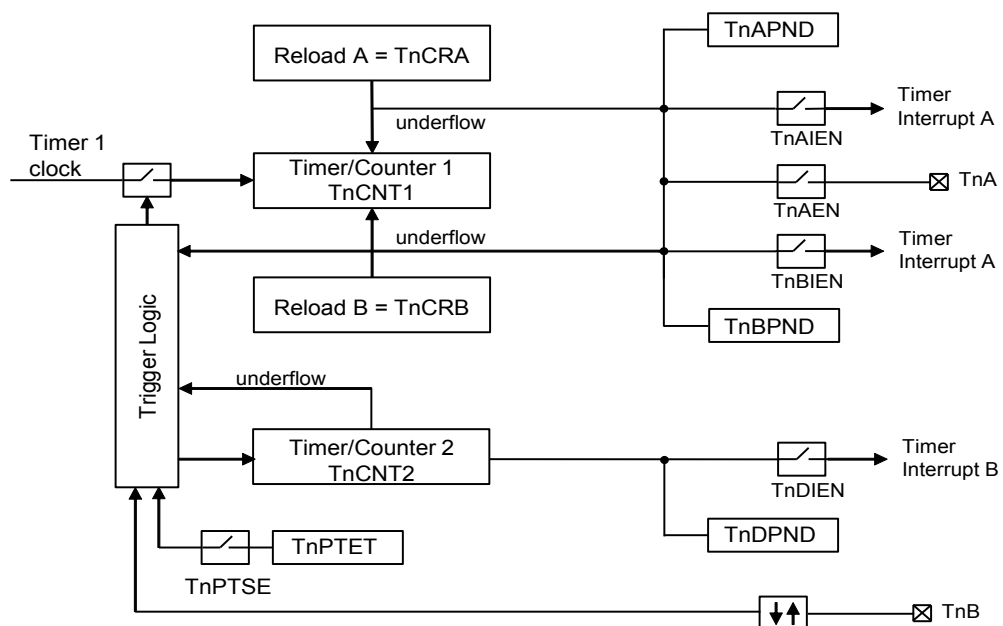 Reload A = TnCRA
TnAPND
underflow
TnAIEN
Timer
Interrupt A
Timer 1
clock
Timer/Counter 1
TnCNT1
TnAEN
TnA
underflow
TnBIEN
Timer
Interrupt A
Reload B = TnCRB
TnBPND
Trigger Logic
underflow
Timer/Counter 2
TnCNT2
TnDIEN
Timer
Interrupt B
TnPTSE
TnPTET
TnDPND
TnB